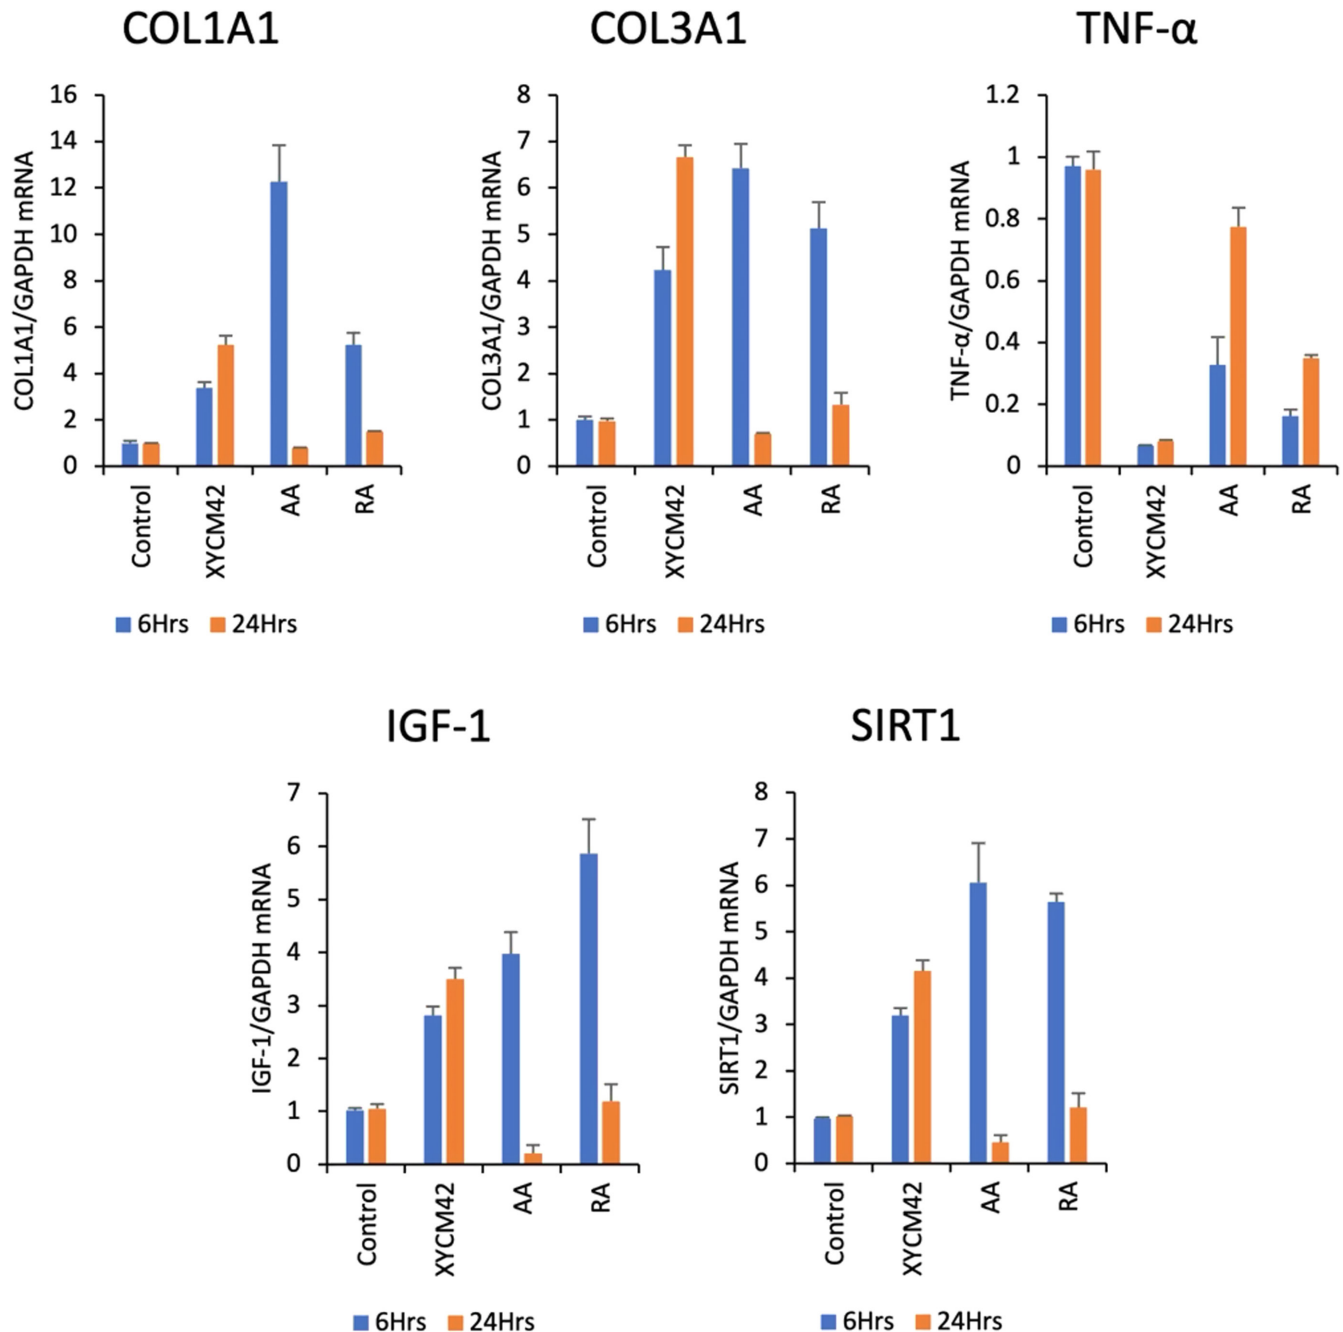 COL1A1
COL1A1/GAPDH mRNA
16
14
12
10
8
6
4
2
0
Control
XYCM42
AA
RA
6Hrs 24Hrs
COL3A1
COL3A1/GAPDH mRNA
8
7
6
5
4
3
2
1
0
Control
XYCM42
AA
RA
6Hrs 24Hrs
TNF-α
TNF-α/GAPDH mRNA
1.2
1
0.8
0.6
0.4
0.2
0
Control
XYCM42
AA
RA
6Hrs 24Hrs
IGF-1
IGF-1/GAPDH mRNA
7
6
5
4
3
2
1
0
Control
XYCM42
AA
RA
6Hrs 24Hrs
SIRT1
SIRT1/GAPDH mRNA
8
7
6
5
4
3
2
1
0
Control
XYCM42
AA
RA
6Hrs 24Hrs